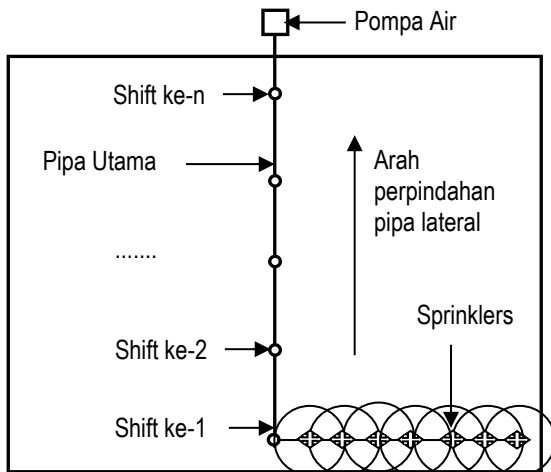 Pompa Air
Shift ke-n
Pipa Utama
Arah
perpindahan
pipa lateral
.......
Sprinklers
Shift ke-2
Shift ke-1